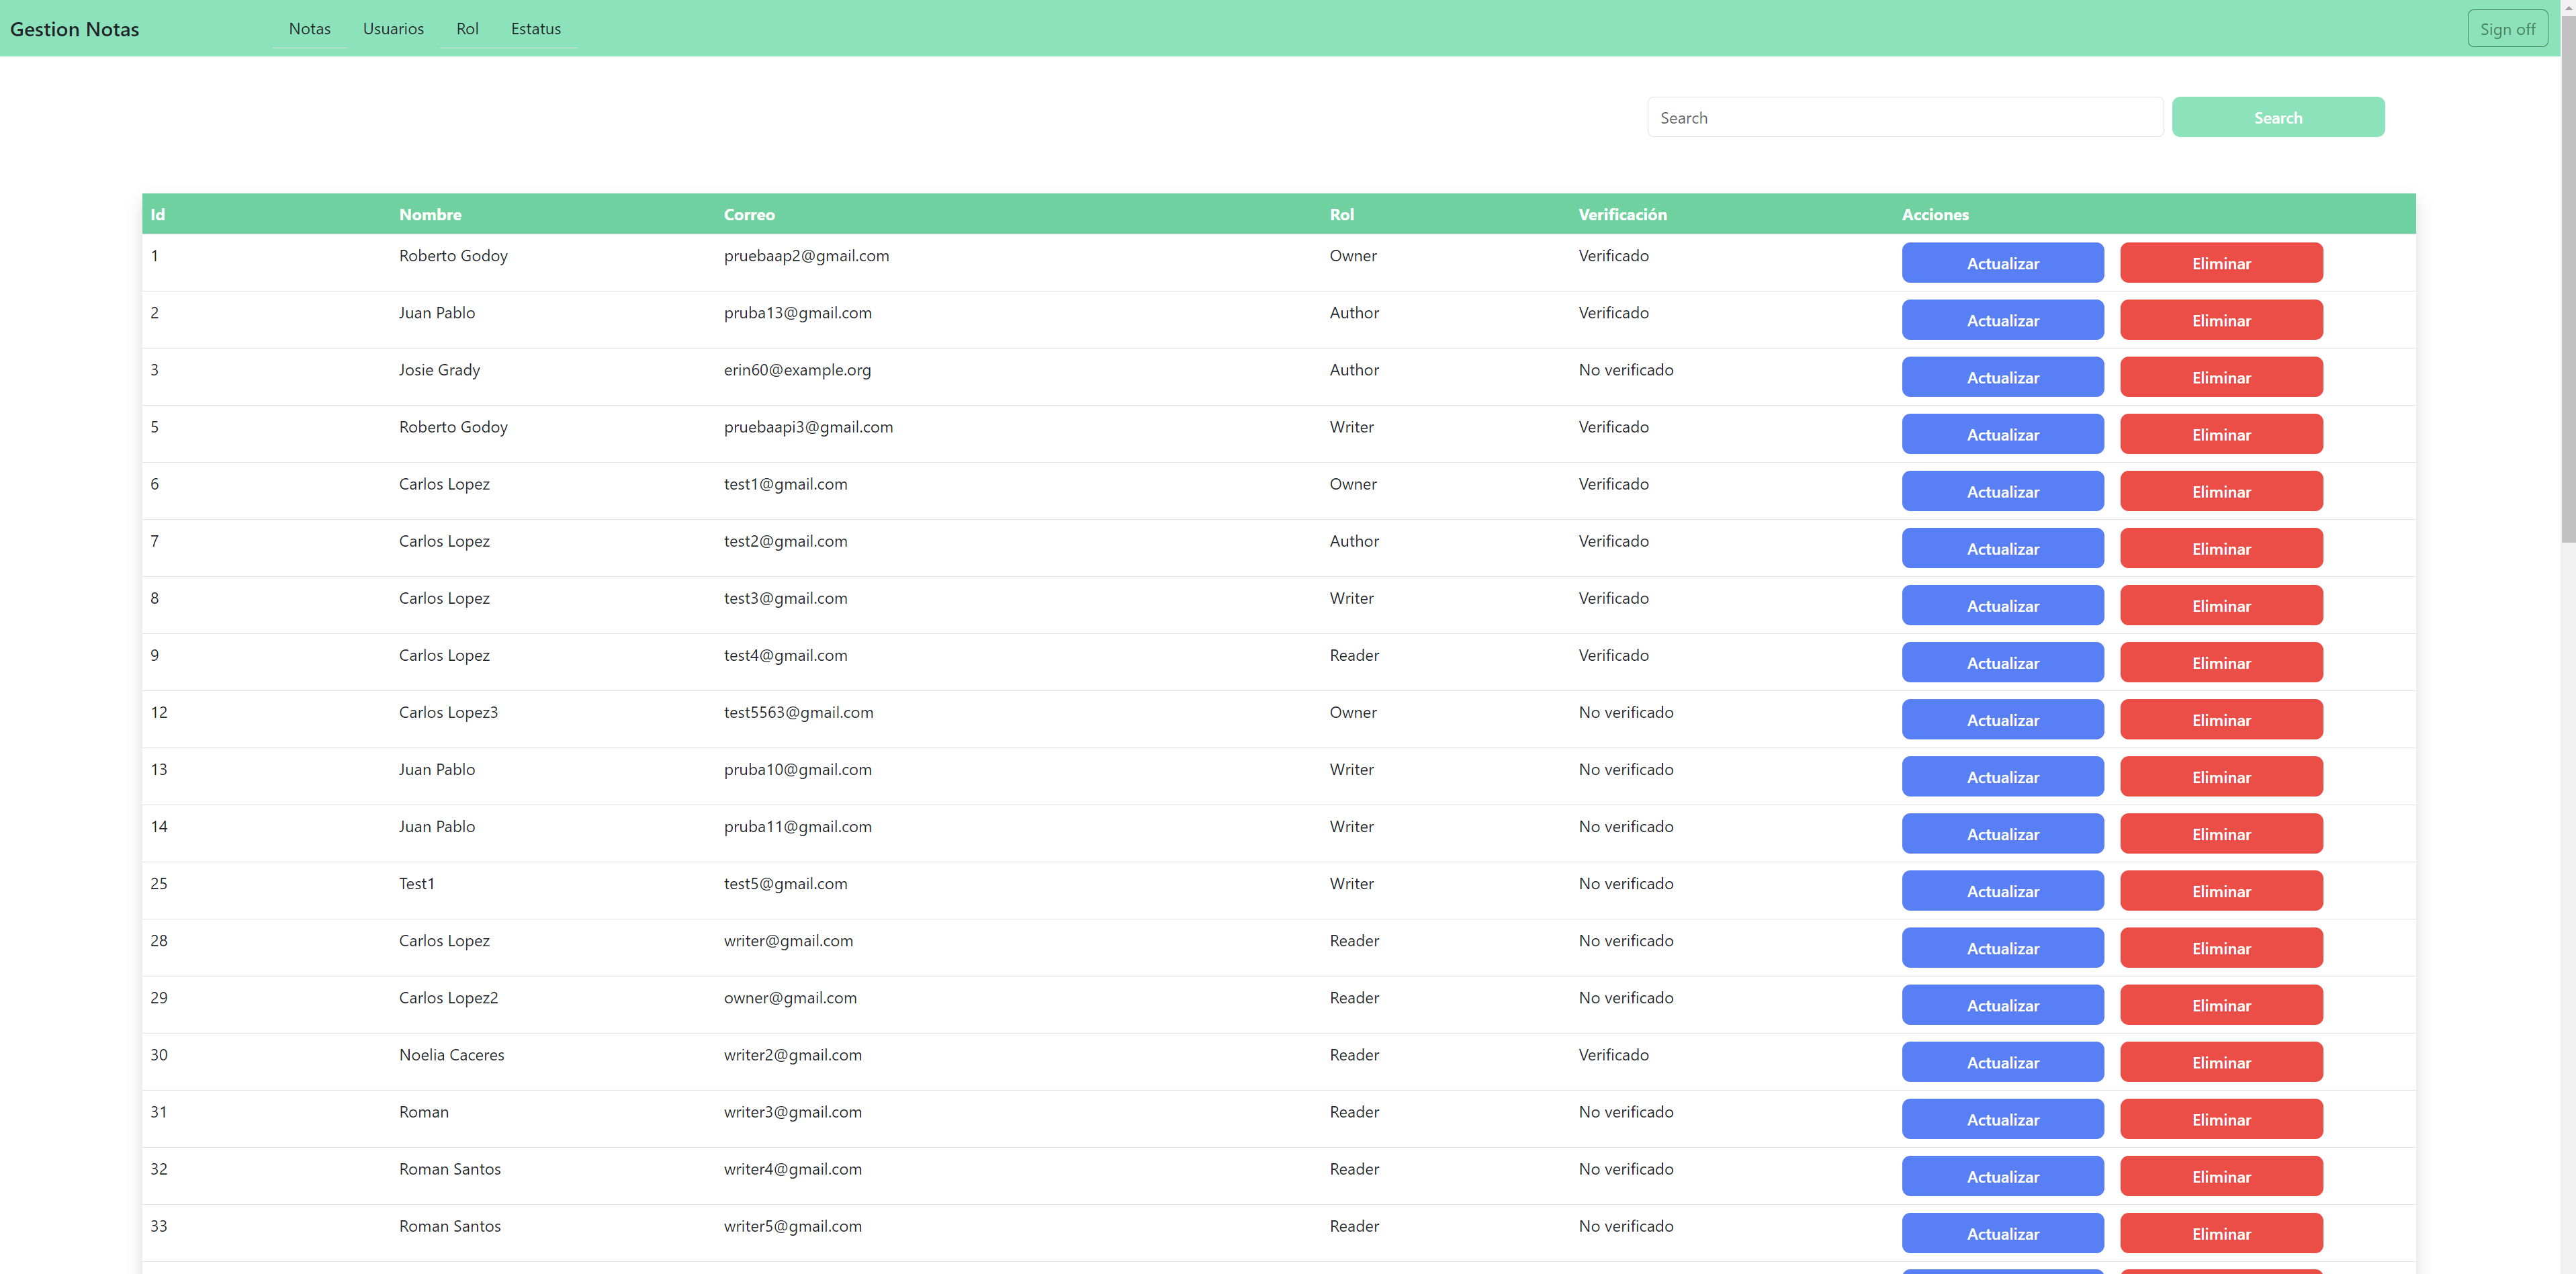 Gestion Notas Notas Usuarios Rol Estatus Sign off
Search Search
Id Nombre Correo Rol Verificación Acciones
1 Roberto Godoy pruebaap2@gmail.com Owner Verificado Actualizar Eliminar
2 Juan Pablo pruba13@gmail.com Author Verificado Actualizar Eliminar
3 Josie Grady erin60@example.org Author No verificado Actualizar Eliminar
5 Roberto Godoy pruebaapi3@gmail.com Writer Verificado Actualizar Eliminar
6 Carlos Lopez test1@gmail.com Owner Verificado Actualizar Eliminar
7 Carlos Lopez test2@gmail.com Author Verificado Actualizar Eliminar
8 Carlos Lopez test3@gmail.com Writer Verificado Actualizar Eliminar
9 Carlos Lopez test4@gmail.com Reader Verificado Actualizar Eliminar
12 Carlos Lopez3 test5563@gmail.com Owner No verificado Actualizar Eliminar
13 Juan Pablo pruba10@gmail.com Writer No verificado Actualizar Eliminar
14 Juan Pablo pruba11@gmail.com Writer No verificado Actualizar Eliminar
25 Test1 test5@gmail.com Writer No verificado Actualizar Eliminar
28 Carlos Lopez writer@gmail.com Reader No verificado Actualizar Eliminar
29 Carlos Lopez2 owner@gmail.com Reader No verificado Actualizar Eliminar
30 Noelia Caceres writer2@gmail.com Reader Verificado Actualizar Eliminar
31 Roman writer3@gmail.com Reader No verificado Actualizar Eliminar
32 Roman Santos writer4@gmail.com Reader No verificado Actualizar Eliminar
33 Roman Santos writer5@gmail.com Reader No verificado Actualizar Eliminar